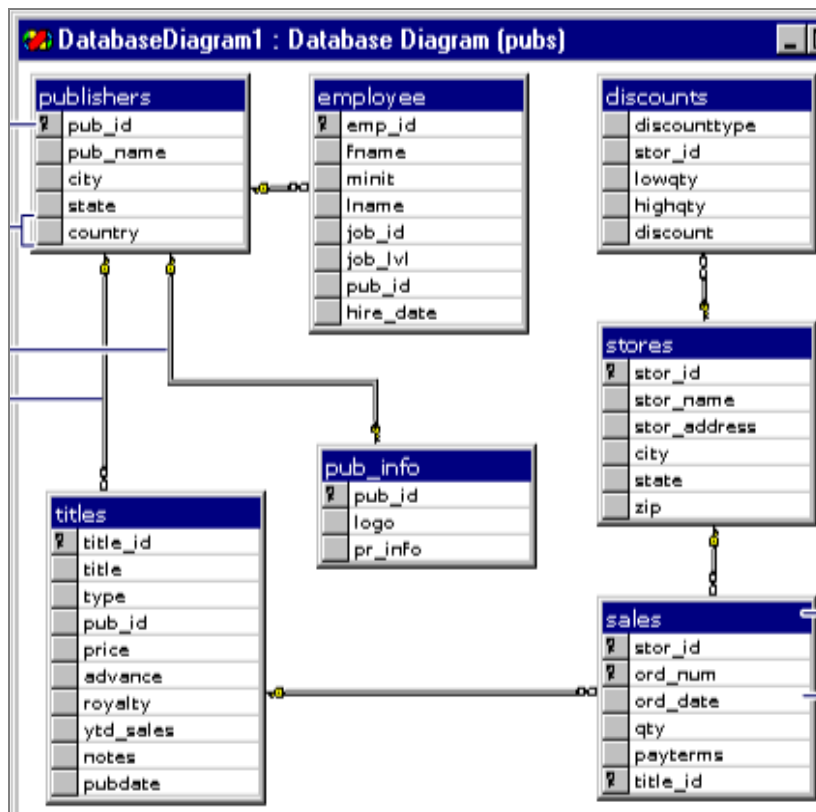 DatabaseDiagram1 : Database Diagram (pubs)
publishers
pub_id
pub_name
city
state
country
employee
emp_id
fname
minit
lname
job_id
job_lvl
pub_id
hire_date
discounts
discounttype
stor_id
lowqty
highqty
discount
stores
stor_id
stor_name
stor_address
city
state
zip
pub_info
pub_id
logo
pr_info
titles
title_id
title
type
pub_id
price
advance
royalty
ytd_sales
notes
pubdate
sales
stor_id
ord_num
ord_date
qty
payterms
title_id